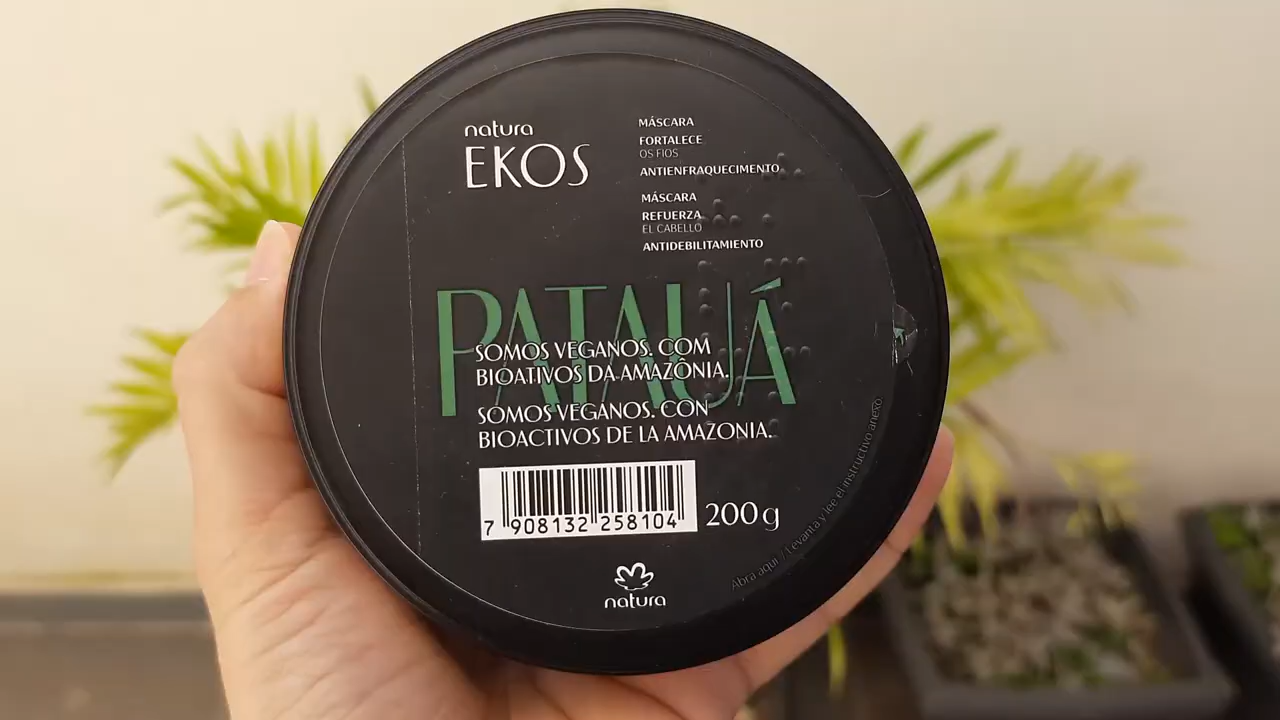 natura
EKOS
MÁSCARA
FORTALECE
OS FIOS
ANTIENFRAQUECIMENTO
MÁSCARA
REFUERZA
EL CABELLO
ANTIDEBILITAMIENTO
PATAUÁ
SOMOS VEGANOS. COM
BIOATIVOS DA AMAZÔNIA.
SOMOS VEGANOS. CON
BIOACTIVOS DE LA AMAZONIA.
7 908132 258104
200g
natura
Abra aqui / Levanta y lee el instructivo anexo